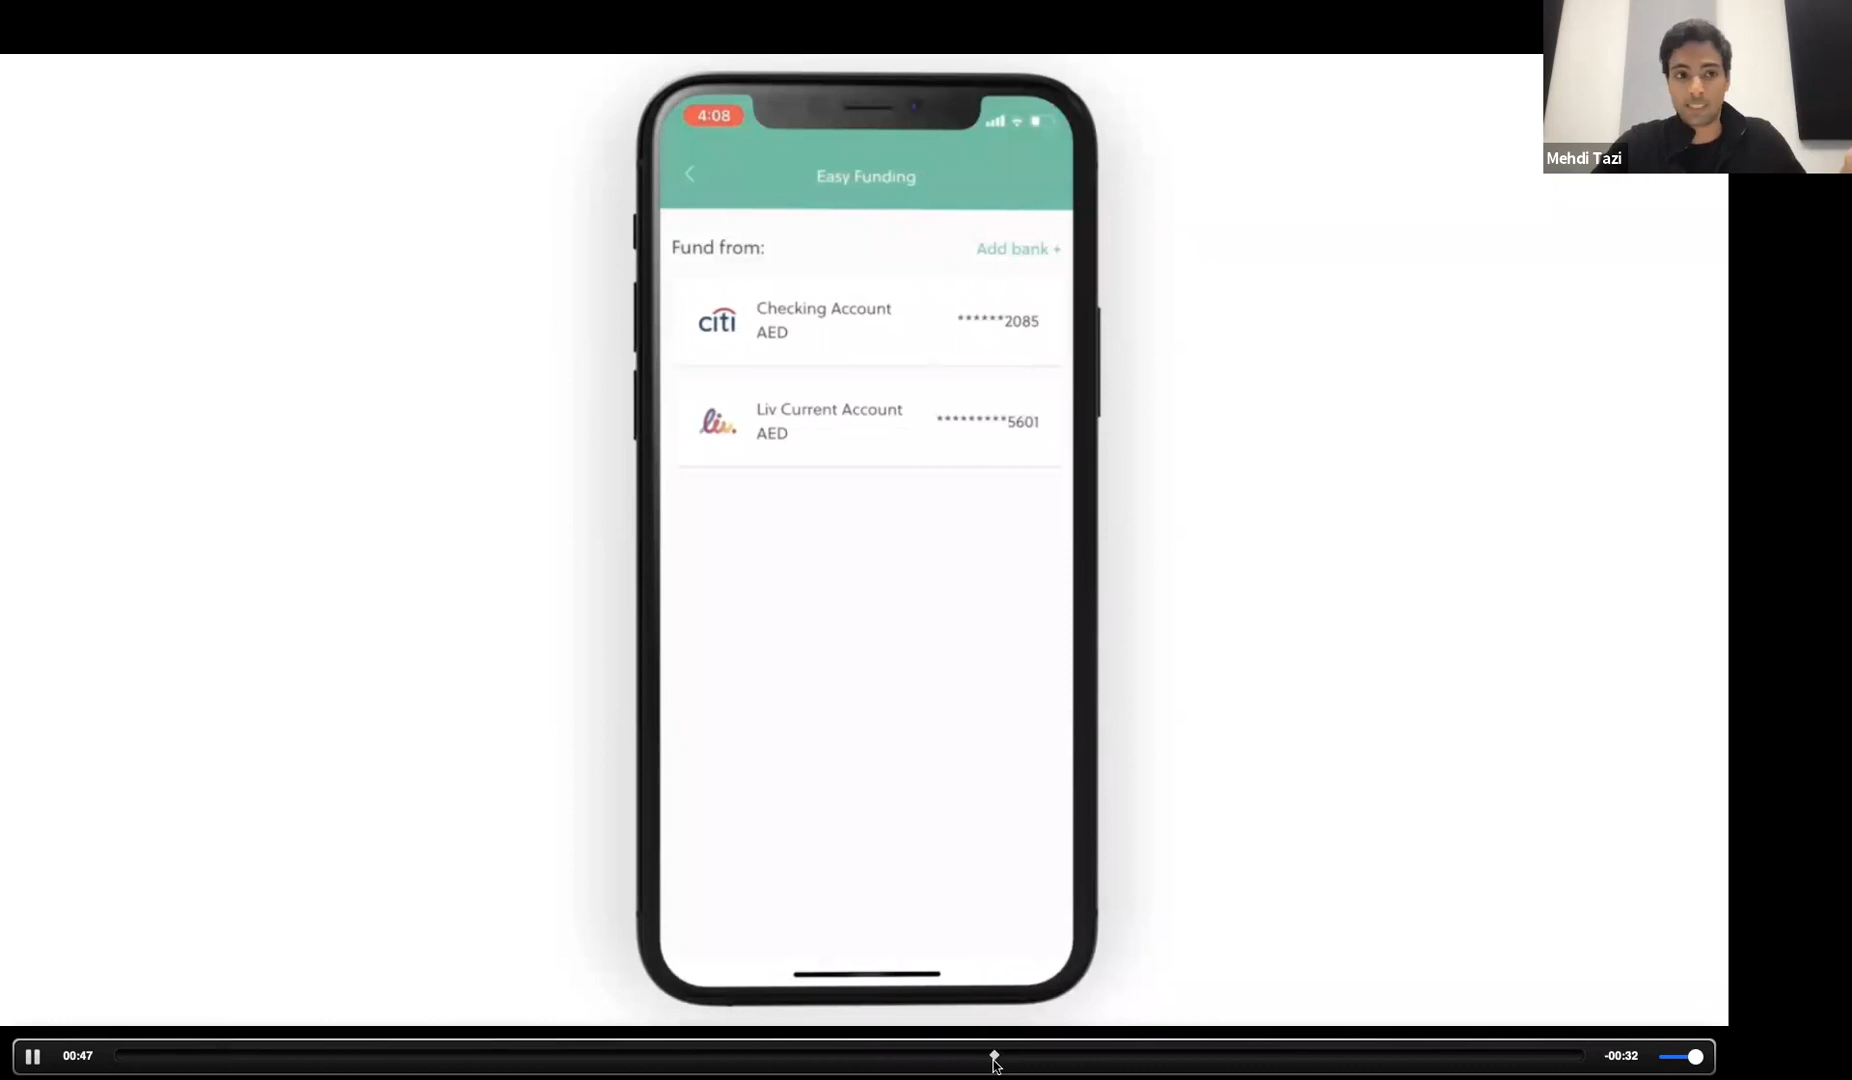 4:08
Mehdi Tazi
Easy Funding
Fund from: Add bank +
citi Checking Account ******2085
AED
liv. Liv Current Account *********5601
AED
00:47 -00:32